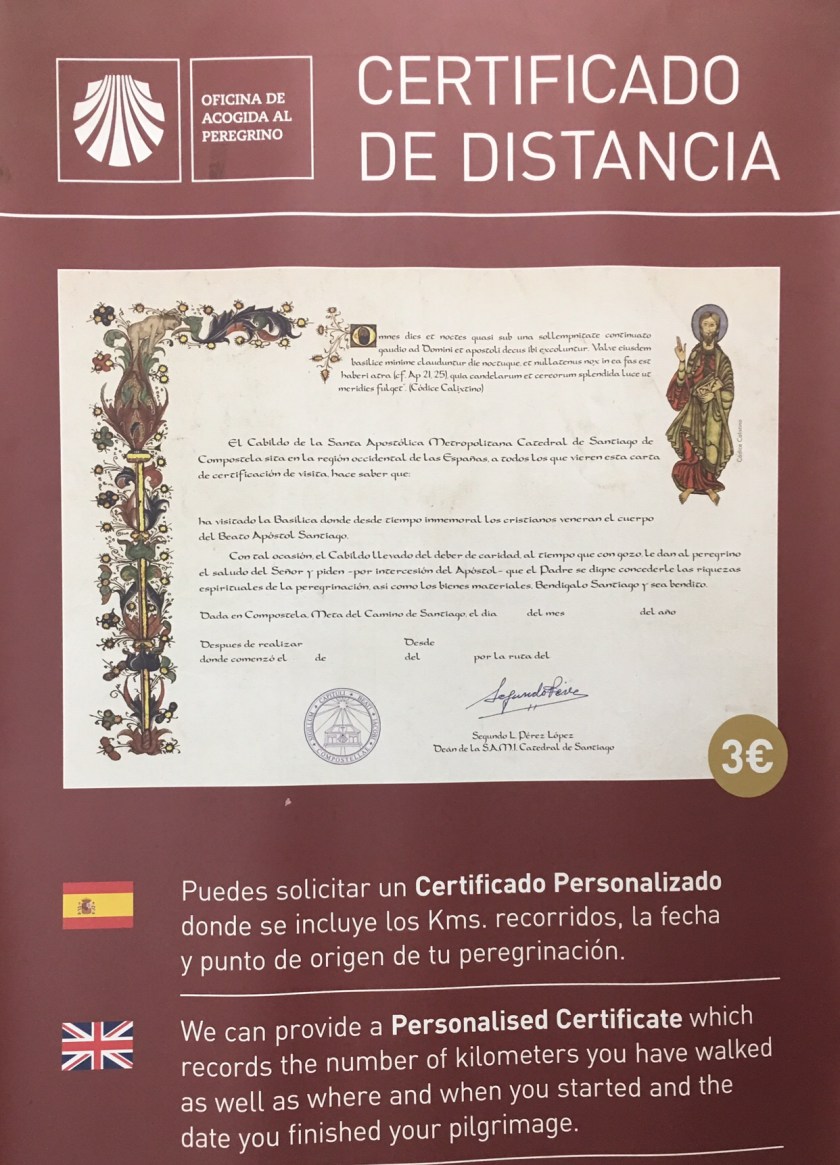 OFICINA DE
ACOGIDA AL
PEREGRINO
CERTIFICADO
DE DISTANCIA
Omnes dies et noctes quasi sub una sollempnitate continuato
gaudio ad Domini et apostoli decus ibi excoluntur. Valve eiusdem
basilice minime clauduntur die noctuque, et nullatenus nox in ea fas est
haberi atra [cf. Ap 21, 25], quia candelarum et cereorum splendida luce ut
meridies fulget". (Códice Calixtino)
Códice Calixtino
El Cabildo de la Santa Apostólica Metropolitana Catedral de Santiago de
Compostela sita en la región occidental de las Españas, a todos los que vieren esta carta
de certificación de visita, hace saber que:
ha visitado la Basílica donde desde tiempo inmemoral los cristianos veneran el cuerpo
del Beato Apóstol Santiago.
Con tal ocasión, el Cabildo llevado del deber de caridad, al tiempo que con gozo, le dan al peregrino
el saludo del Señor y piden -por intercesión del Apóstol- que el Padre se digne concederle las riquezas
espirituales de la peregrinación, asi como los bienes materiales. Bendígalo Santiago y sea bendito.
Dada en Compostela, Meta del Camino de Santiago, el día del mes del año
Despues de realizar Desde
donde comenzó el de del por la ruta del
SIGILLUM CAPITULI BEATI JACOBI COMPOSTELLAE
Segundo L. Pérez López
Deán de la S.A.M.I. Catedral de Santiago
3€
Puedes solicitar un Certificado Personalizado
donde se incluye los Kms. recorridos, la fecha
y punto de origen de tu peregrinación.
We can provide a Personalised Certificate which
records the number of kilometers you have walked
as well as where and when you started and the
date you finished your pilgrimage.